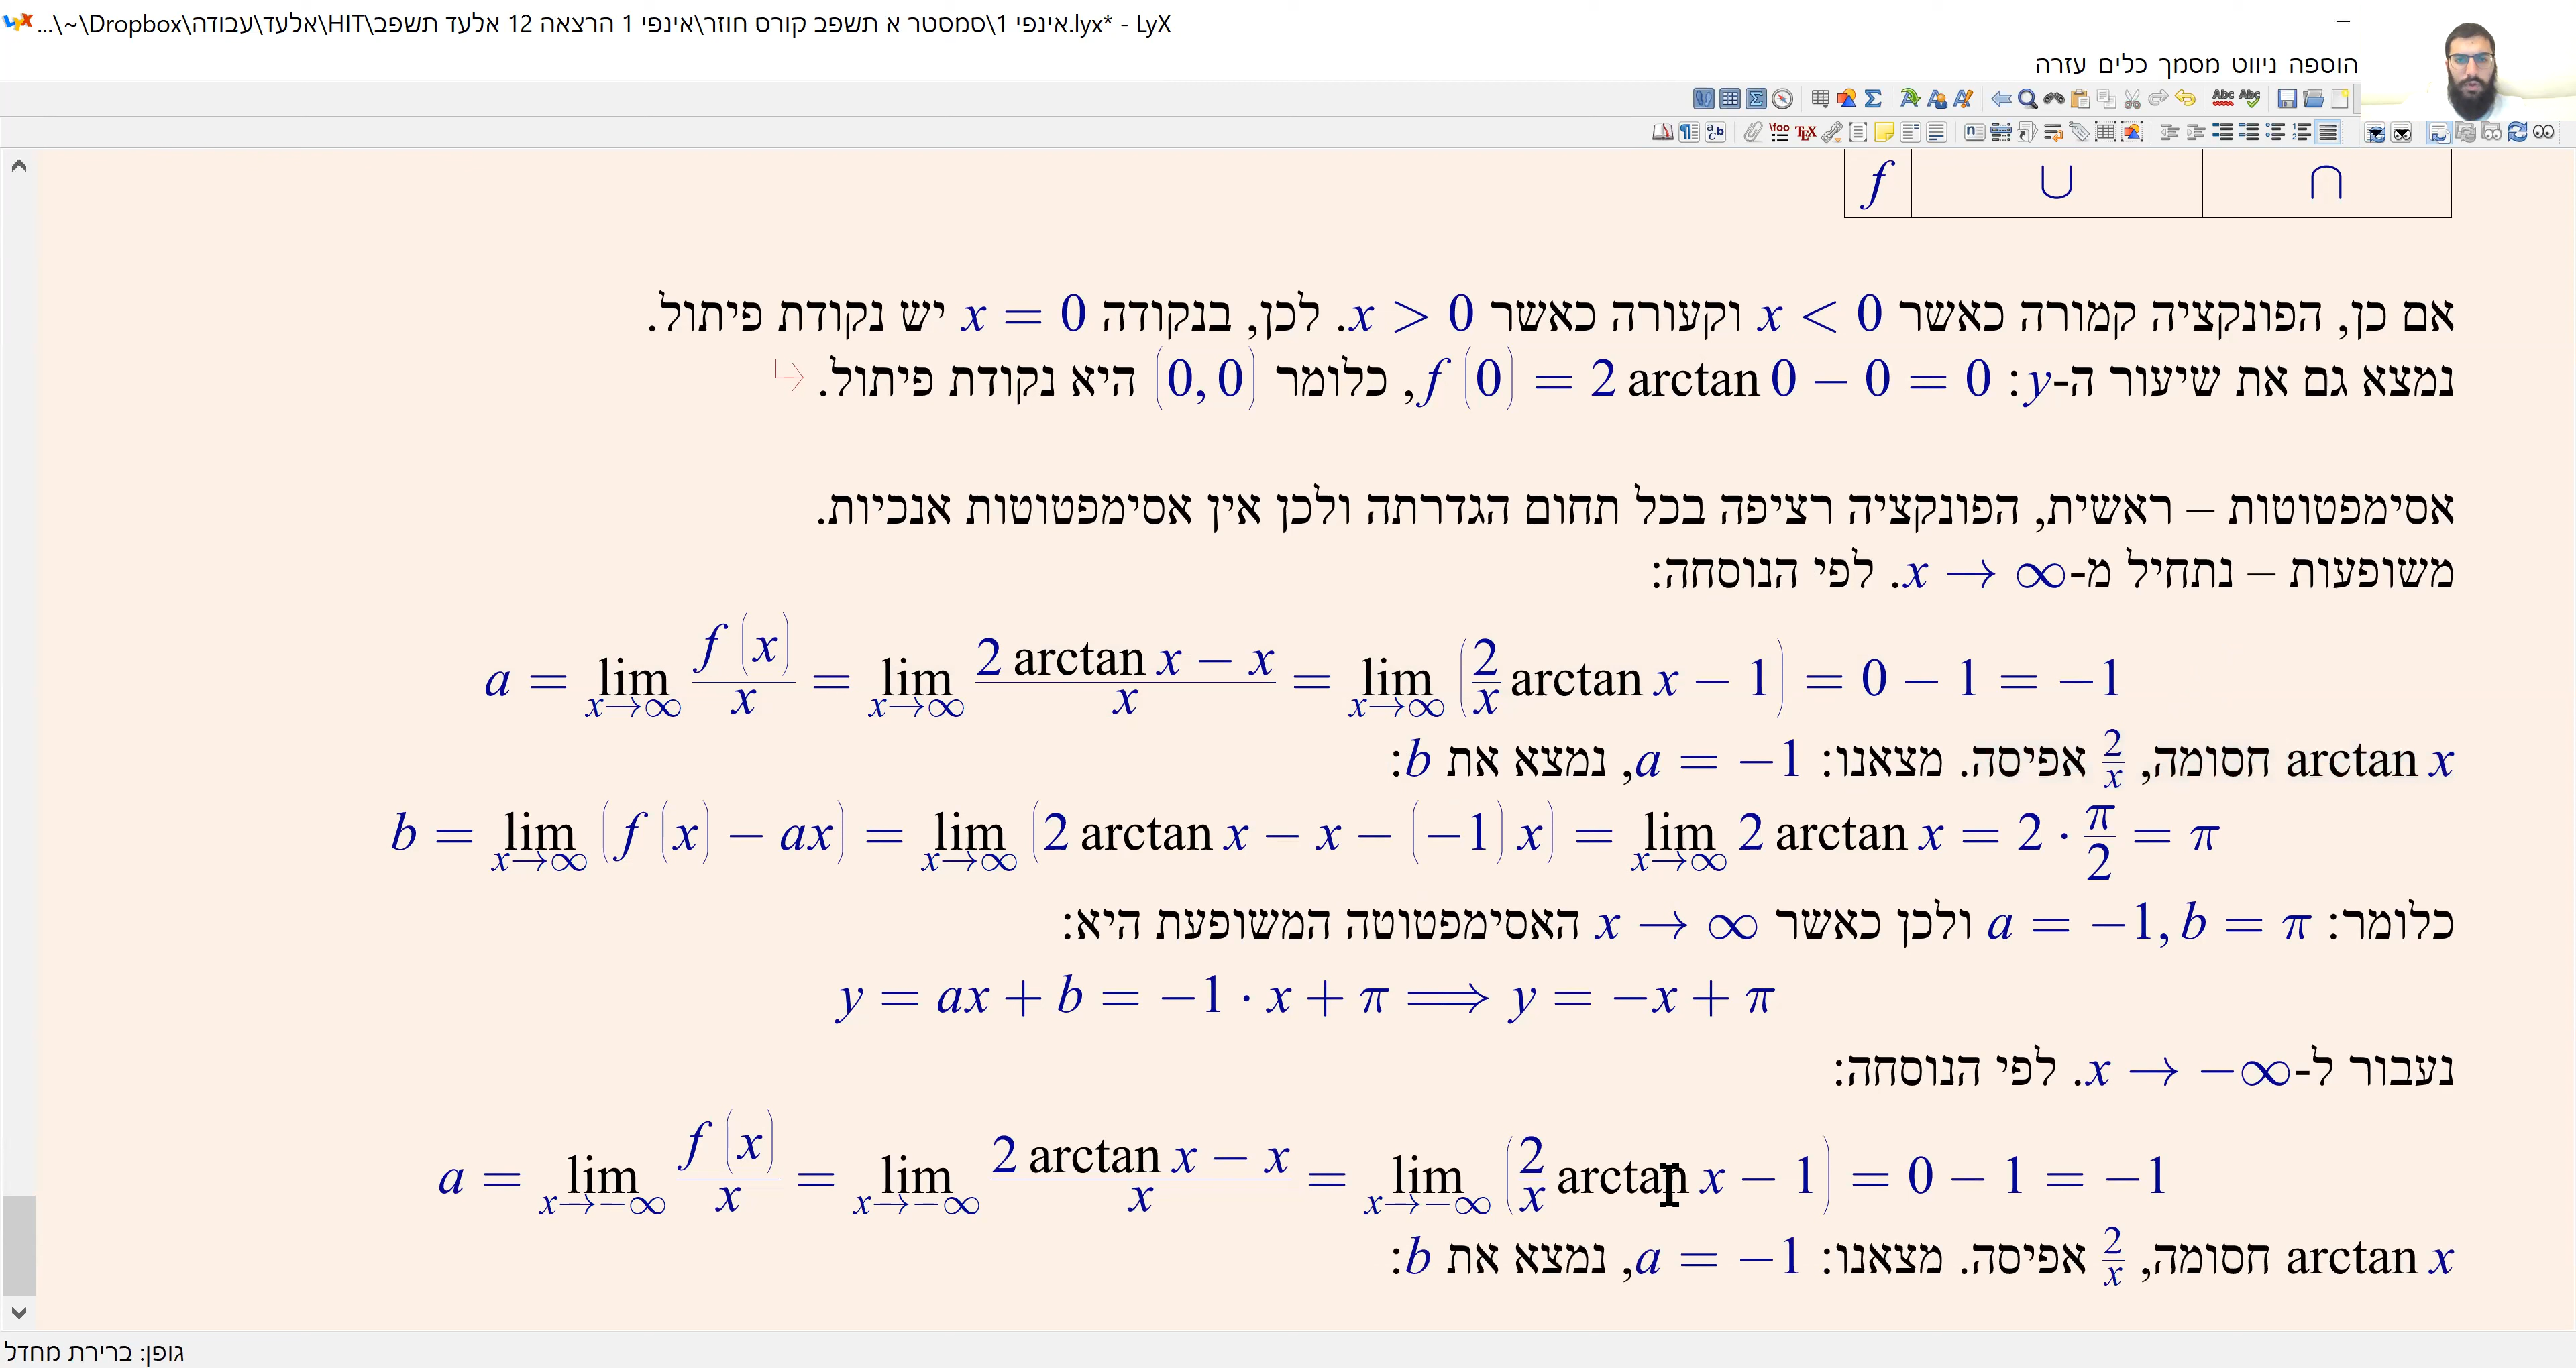 ...\~\Dropbox\אינפי 1\סמסטר א תשפב קורס חוזר\אינפי 1 הרצאה 12 אלעד תשפב\HIT\אלעד\עבודה.lyx* - LyX
הוספה ניווט מסמך כלים עזרה
f ∪ ∩
אם כן, הפונקציה קמורה כאשר x < 0 וקעורה כאשר x > 0. לכן, בנקודה x = 0 יש נקודת פיתול.
נמצא גם את שיעור ה-y: f (0) = 2 arctan 0 − 0 = 0, כלומר (0, 0) היא נקודת פיתול.
אסימפטוטות – ראשית, הפונקציה רציפה בכל תחום הגדרתה ולכן אין אסימפטוטות אנכיות.
משופעות – נתחיל מ-x → ∞. לפי הנוסחה:
a = lim_{x→∞} f (x)/x = lim_{x→∞} (2 arctan x − x)/x = lim_{x→∞} (2/x arctan x − 1) = 0 − 1 = −1
arctan x חסומה, 2/x אפיסה. מצאנו: a = −1, נמצא את b:
b = lim_{x→∞} (f (x) − ax) = lim_{x→∞} (2 arctan x − x − (−1) x) = lim_{x→∞} 2 arctan x = 2 · π/2 = π
כלומר: a = −1, b = π ולכן כאשר x → ∞ האסימפטוטה המשופעת היא:
y = ax + b = −1 · x + π ⟹ y = −x + π
נעבור ל-x → −∞. לפי הנוסחה:
a = lim_{x→−∞} f (x)/x = lim_{x→−∞} (2 arctan x − x)/x = lim_{x→−∞} (2/x arctan x − 1) = 0 − 1 = −1
arctan x חסומה, 2/x אפיסה. מצאנו: a = −1, נמצא את b:
גופן: ברירת מחדל